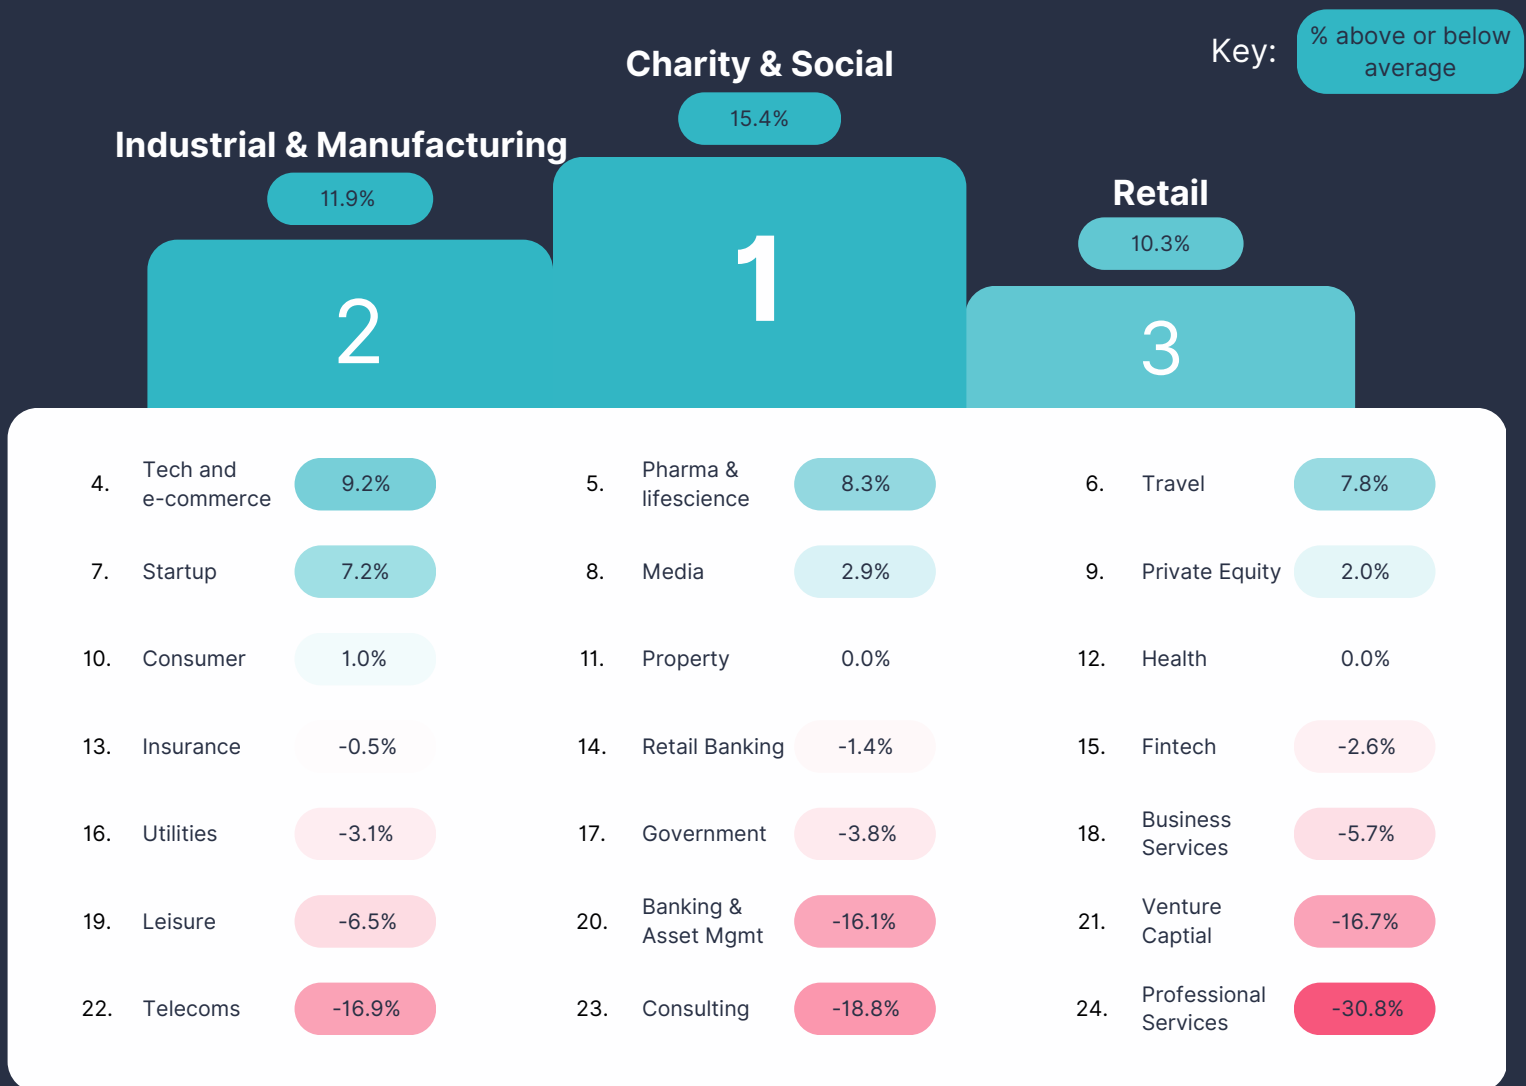 Key:
% above or below
average
Charity & Social
15.4%
1
Industrial & Manufacturing
11.9%
2
Retail
10.3%
3
4.
Tech and
e-commerce
9.2%
5.
Pharma &
lifescience
8.3%
6.
Travel
7.8%
7.
Startup
7.2%
8.
Media
2.9%
9.
Private Equity
2.0%
10.
Consumer
1.0%
11.
Property
0.0%
12.
Health
0.0%
13.
Insurance
-0.5%
14.
Retail Banking
-1.4%
15.
Fintech
-2.6%
16.
Utilities
-3.1%
17.
Government
-3.8%
18.
Business
Services
-5.7%
19.
Leisure
-6.5%
20.
Banking &
Asset Mgmt
-16.1%
21.
Venture
Captial
-16.7%
22.
Telecoms
-16.9%
23.
Consulting
-18.8%
24.
Professional
Services
-30.8%